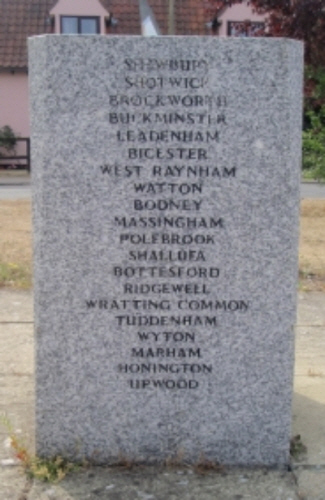 SHAWBURY
SHOTWICK
BROCKWORTH
BUCKMINSTER
LEADENHAM
BICESTER
WEST RAYNHAM
WATTON
BODNEY
MASSINGHAM
POLEBROOK
SHALLUFA
BOTTESFORD
RIDGEWELL
WRATTING COMMON
TUDDENHAM
WYTON
MARHAM
HONINGTON
UPWOOD